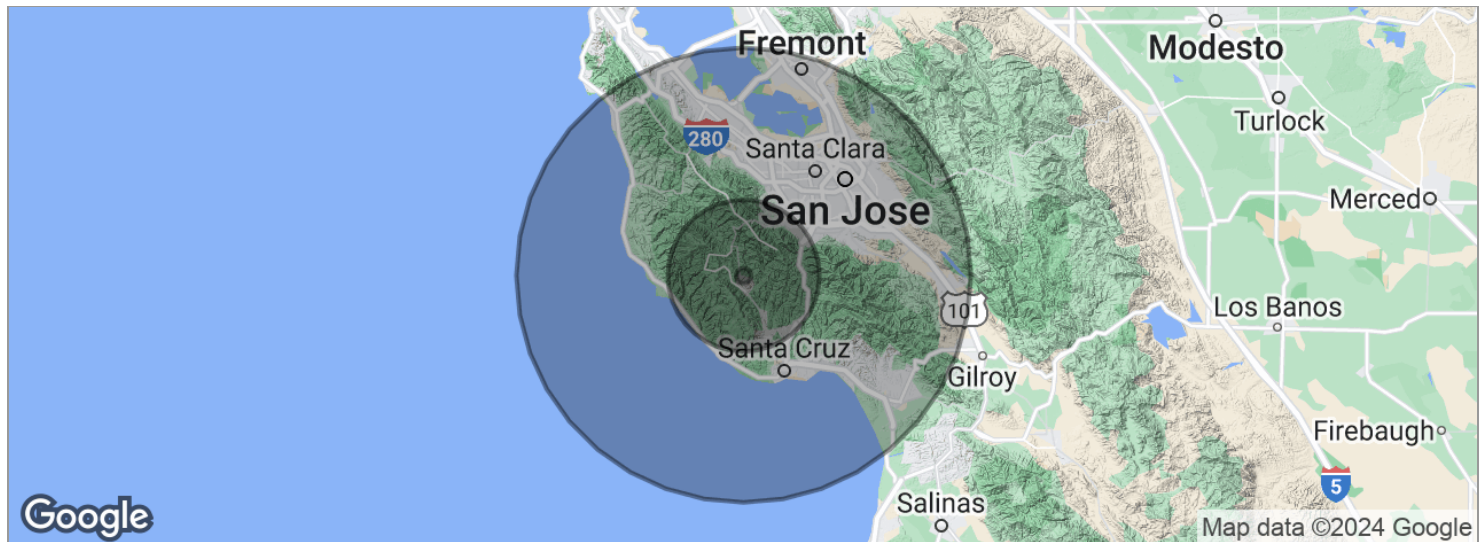 Fremont
Modesto
Turlock
280
Santa Clara
San Jose
Merced
101
Los Banos
Santa Cruz
Gilroy
Firebaugh
5
Salinas
Google
Map data ©2024 Google